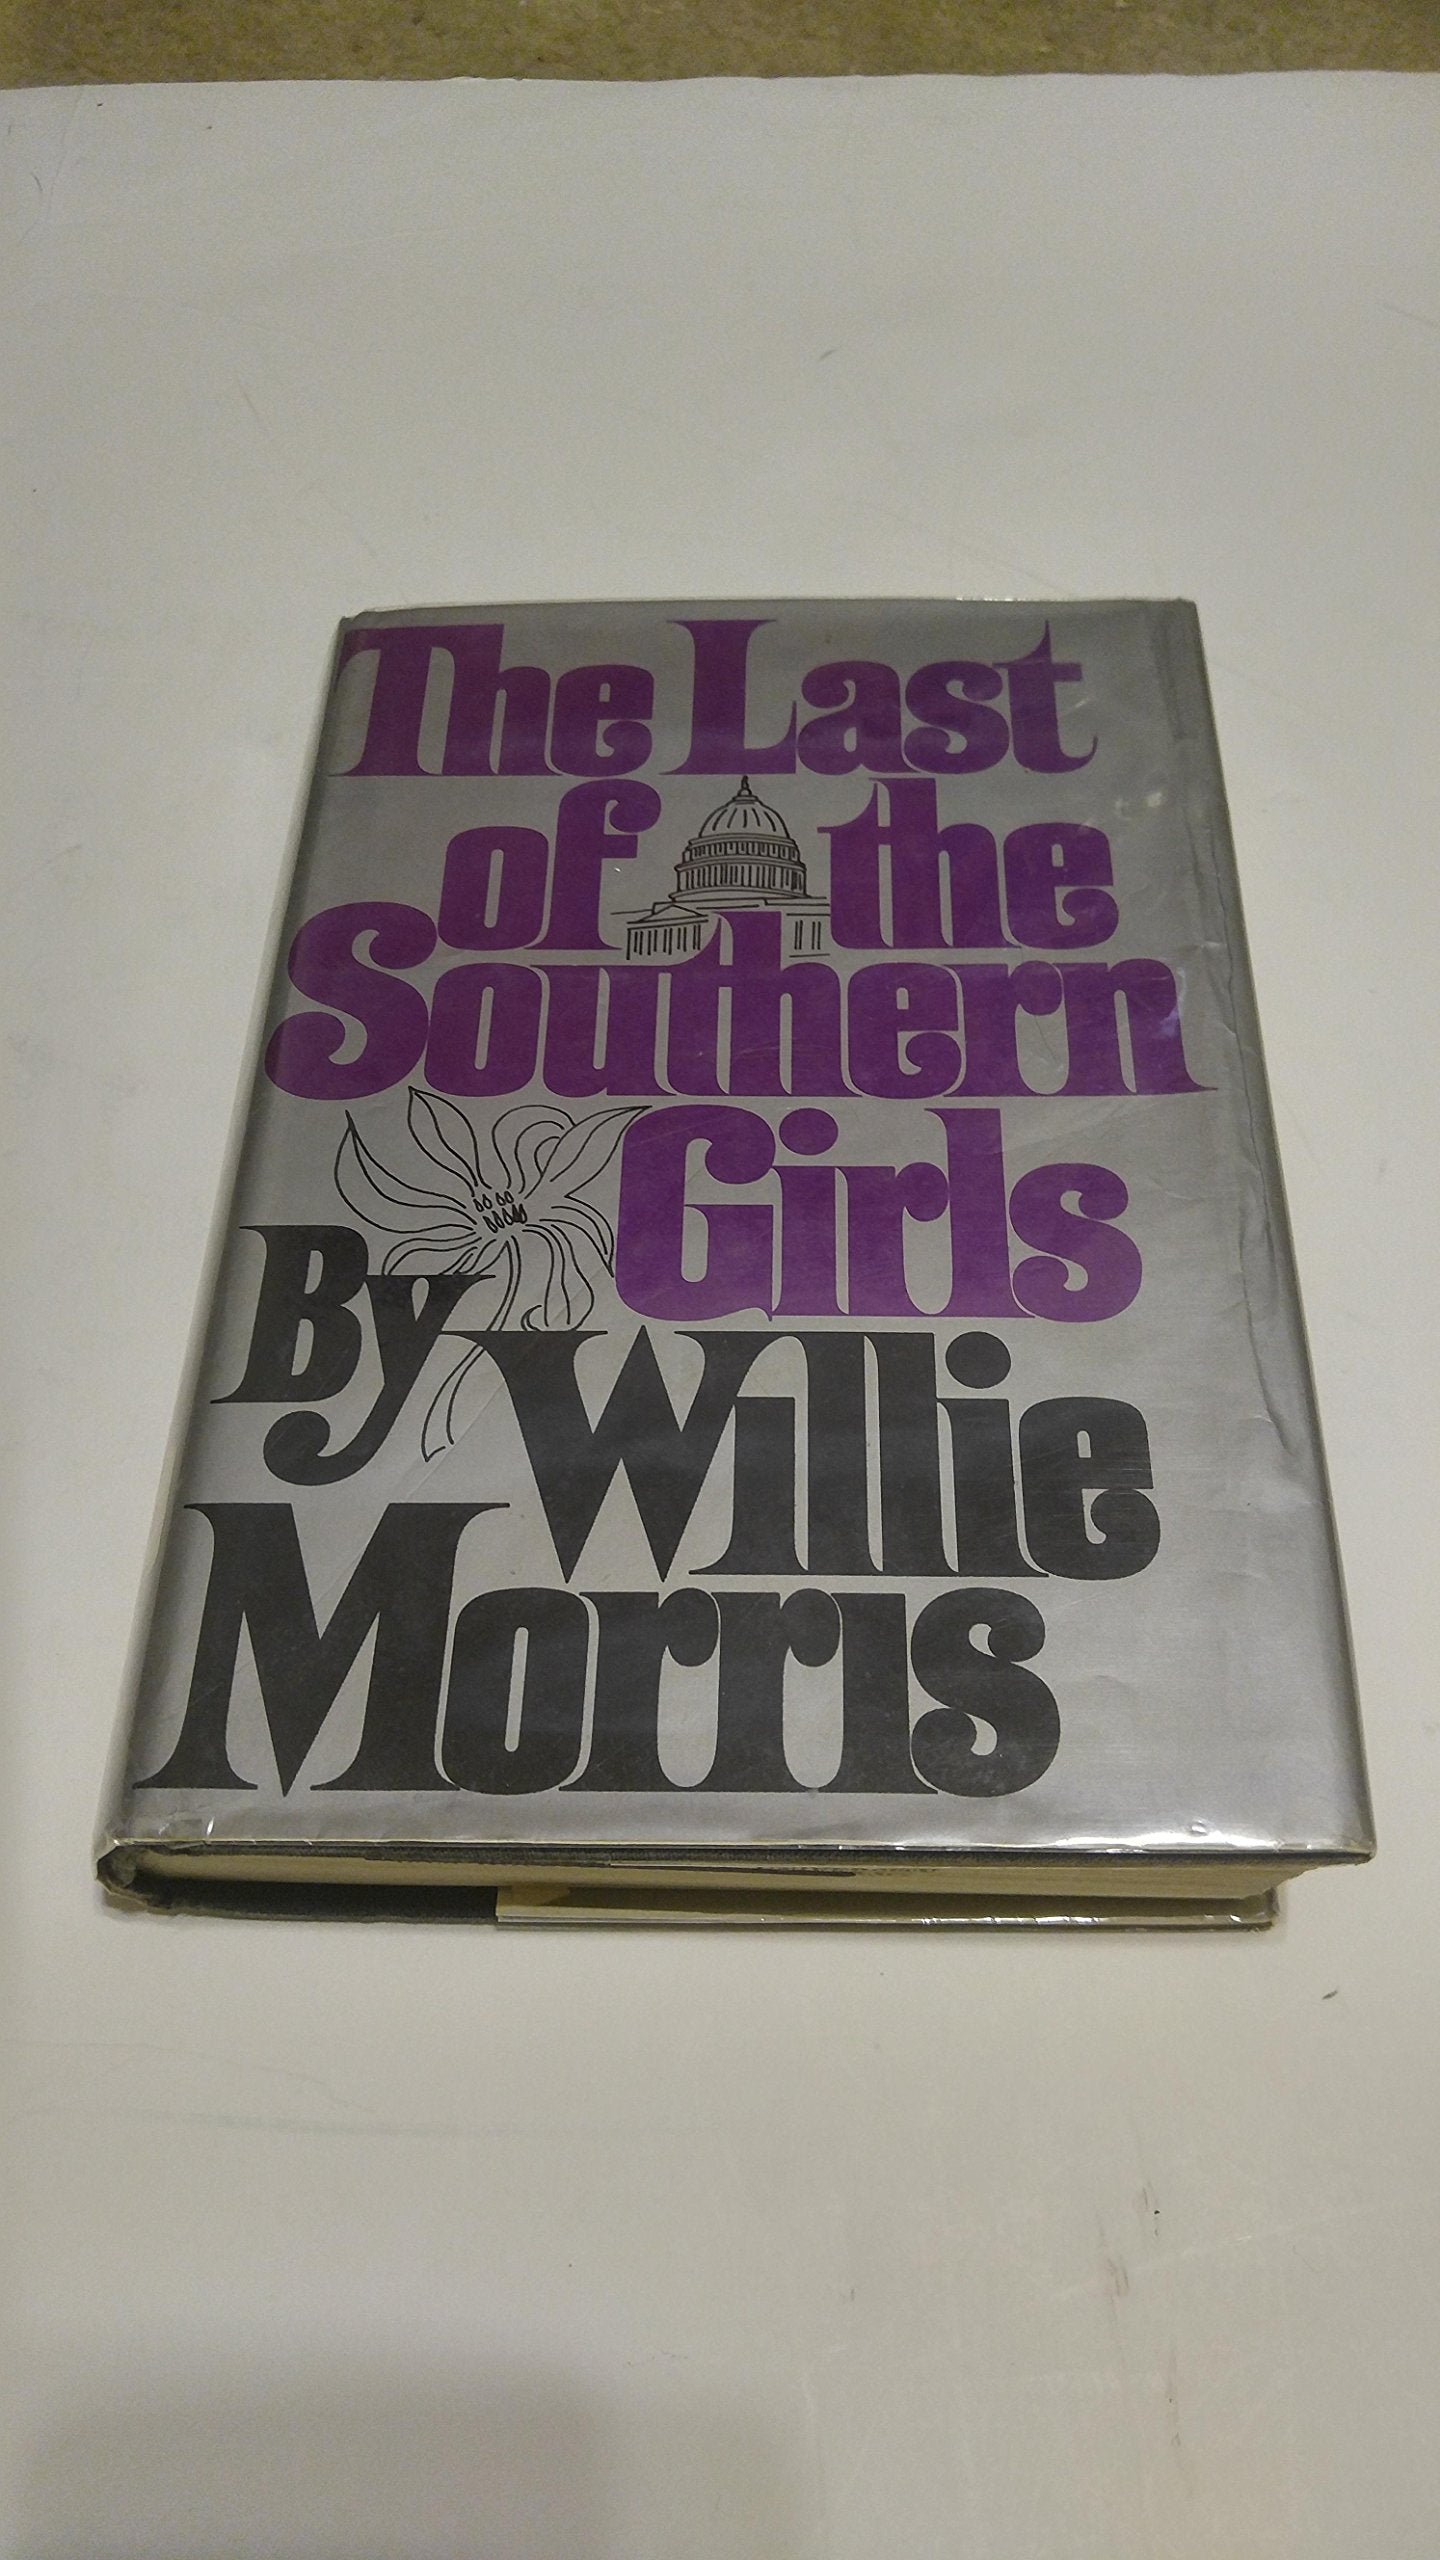 The Last
of the
Southern
Girls
By Willie
Morris